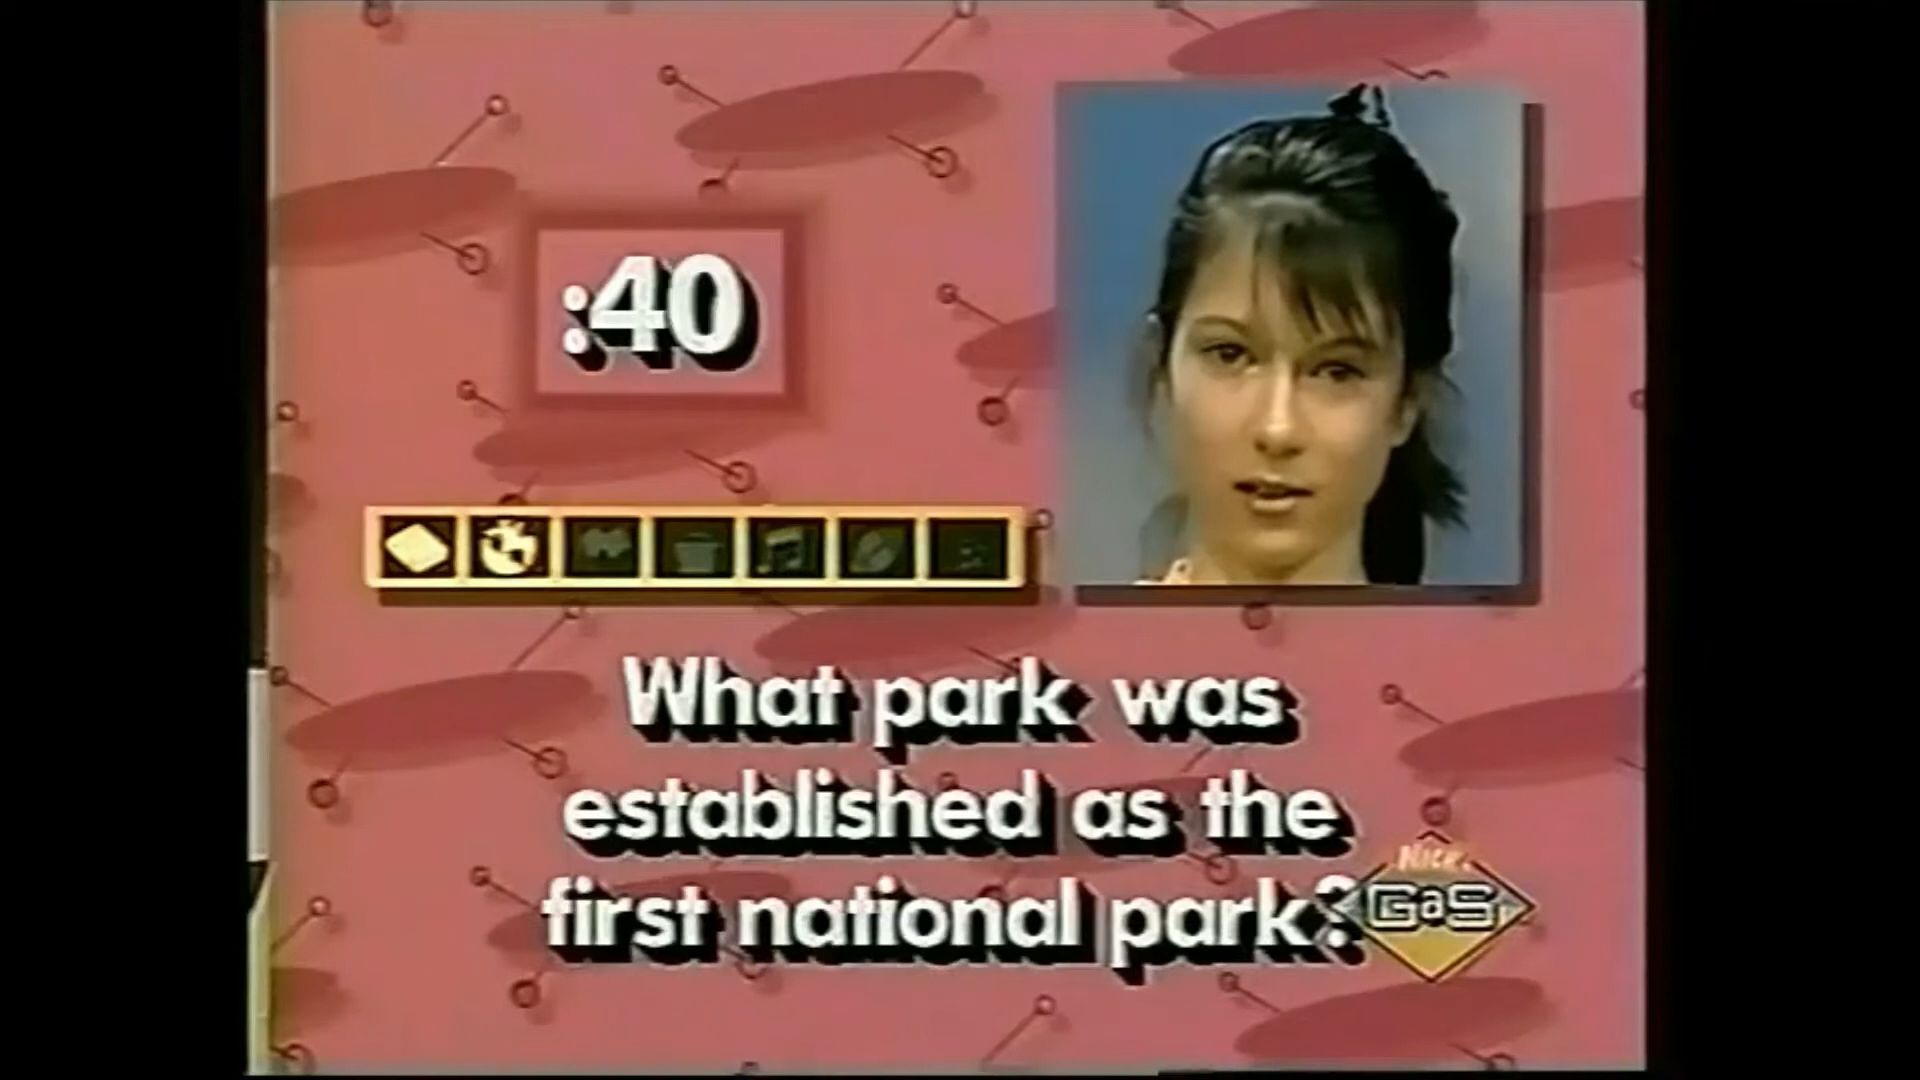 :40
What park was
established as the
first national park?
NICK
GaS